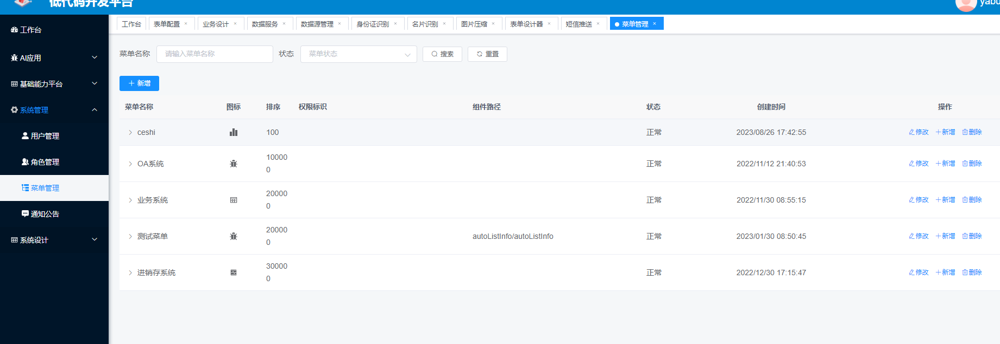 低代码开发平台
yabu
工作台
AI应用
基础能力平台
系统管理
用户管理
角色管理
菜单管理
通知公告
系统设计
工作台 表单配置 × 业务设计 × 数据服务 × 数据源管理 × 身份证识别 × 名片识别 × 图片压缩 × 表单设计器 × 短信推送 × 菜单管理 ×
菜单名称 请输入菜单名称 状态 菜单状态 搜索 重置
+ 新增
菜单名称 图标 排序 权限标识 组件路径 状态 创建时间 操作
ceshi 100 正常 2023/08/26 17:42:55 修改 +新增 删除
OA系统 10000
0 正常 2022/11/12 21:40:53 修改 +新增 删除
业务系统 20000
0 正常 2022/11/30 08:55:15 修改 +新增 删除
测试菜单 20000
0 autoListInfo/autoListInfo 正常 2023/01/30 08:50:45 修改 +新增 删除
进销存系统 30000
0 正常 2022/12/30 17:15:47 修改 +新增 删除